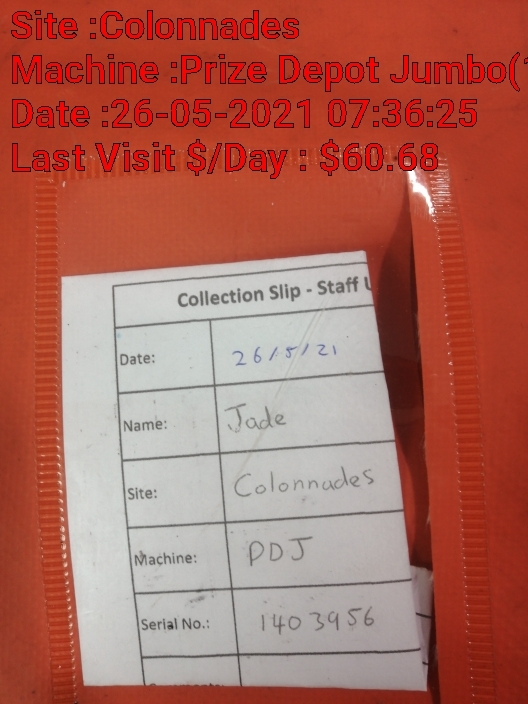 Site :Colonnades
Machine :Prize Depot Jumbo(
Date :26-05-2021 07:36:25
Last Visit $/Day : $60.68
Collection Slip - Staff
Date: 26/5/21
Name: Jade
Site: Colonnades
Machine: PDJ
Serial No.: 1403956